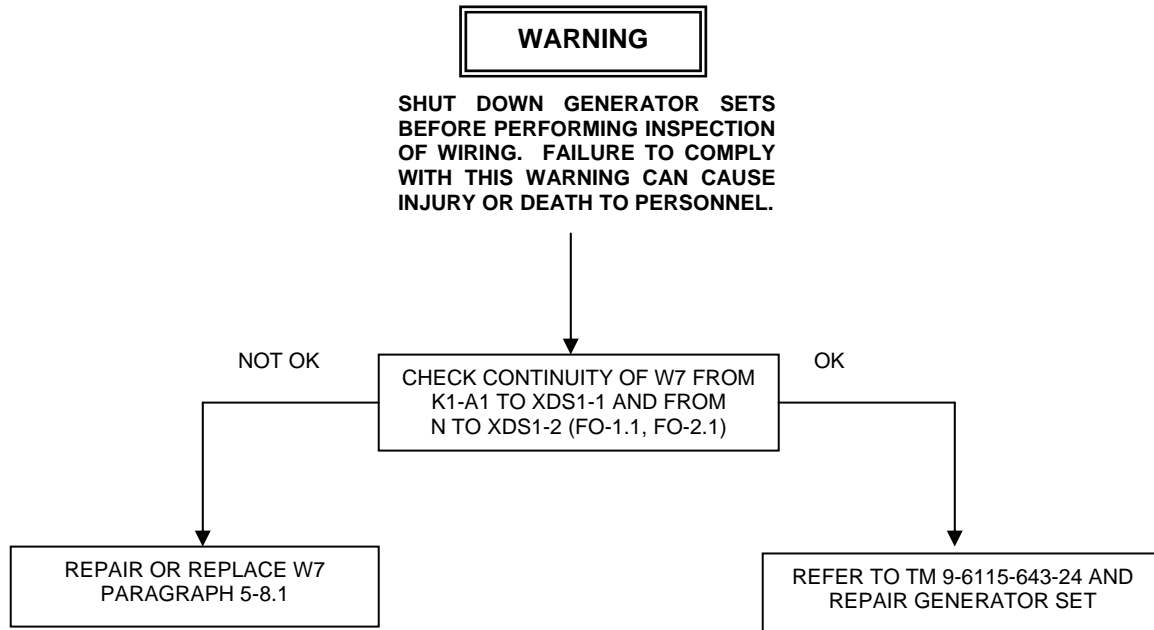 WARNING
SHUT DOWN GENERATOR SETS
BEFORE PERFORMING INSPECTION
OF WIRING. FAILURE TO COMPLY
WITH THIS WARNING CAN CAUSE
INJURY OR DEATH TO PERSONNEL.
NOT OK
OK
CHECK CONTINUITY OF W7 FROM
K1-A1 TO XDS1-1 AND FROM
N TO XDS1-2 (FO-1.1, FO-2.1)
REPAIR OR REPLACE W7
PARAGRAPH 5-8.1
REFER TO TM 9-6115-643-24 AND
REPAIR GENERATOR SET